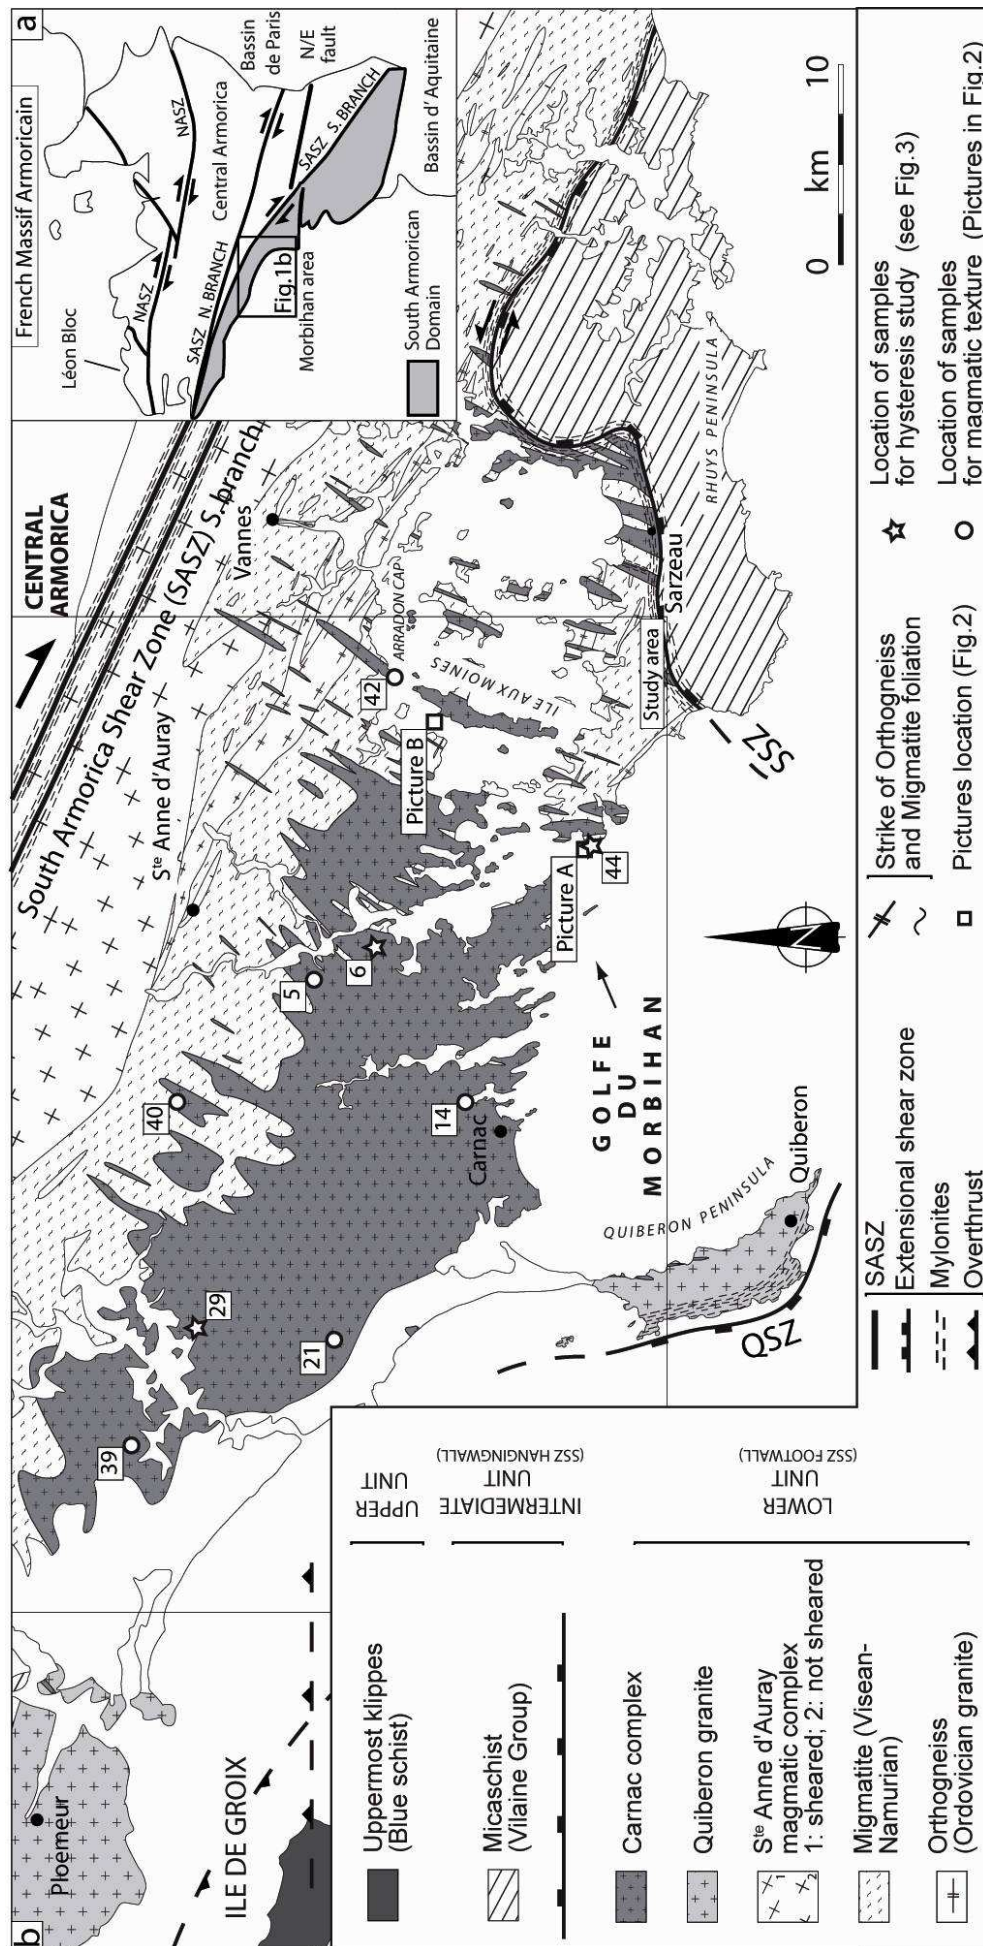 b
Ploemeur
ILE DE GROIX
39
29
21
40
5
6
14
Carnac
Quiberon
QUIBERON PENINSULA
QSZ
GOLFE
DU
MORBIHAN
Picture A
44
Picture B
42
ARRADON CAP
ILE AUX MOINES
Vannes
Sᵗᵉ Anne d'Auray
South Armorica Shear Zone (SASZ) S. branch
CENTRAL
ARMORICA
Study area
Sarzeau
RHUYS PENINSULA
SSZ
N
0 km 10
a
French Massif Armoricain
Léon Bloc
NASZ
NASZ
Central Armorica
Bassin
de Paris
N/E
fault
SASZ N. BRANCH
SASZ S. BRANCH
Fig.1b
Morbihan area
Bassin d'Aquitaine
South Armorican
Domain
Uppermost klippes
(Blue schist)
UPPER
UNIT
Micaschist
(Vilaine Group)
INTERMEDIATE
UNIT
(SSZ HANGINGWALL)
Carnac complex
Quiberon granite
Sᵗᵉ Anne d'Auray
magmatic complex
1: sheared; 2: not sheared
1
2
Migmatite (Visean-
Namurian)
Orthogneiss
(Ordovician granite)
LOWER
UNIT
(SSZ FOOTWALL)
SASZ
Extensional shear zone
Mylonites
Overthrust
Strike of Orthogneiss
and Migmatite foliation
Pictures location (Fig.2)
Location of samples
for hysteresis study (see Fig.3)
Location of samples
for magmatic texture (Pictures in Fig.2)